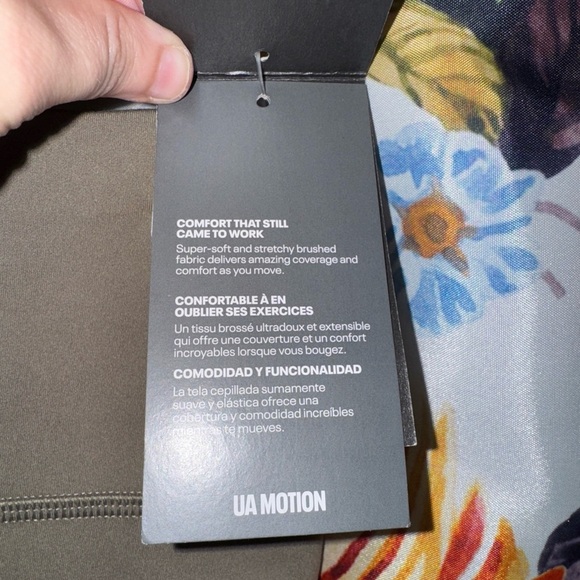 COMFORT THAT STILL
CAME TO WORK
Super-soft and stretchy brushed
fabric delivers amazing coverage and
comfort as you move.
CONFORTABLE À EN
OUBLIER SES EXERCICES
Un tissu brossé ultradoux et extensible
qui offre une couverture et un confort
incroyables lorsque vous bougez.
COMODIDAD Y FUNCIONALIDAD
La tela cepillada sumamente
suave y elástica ofrece una
cobertura y comodidad increíbles
mientras te mueves.
UA MOTION